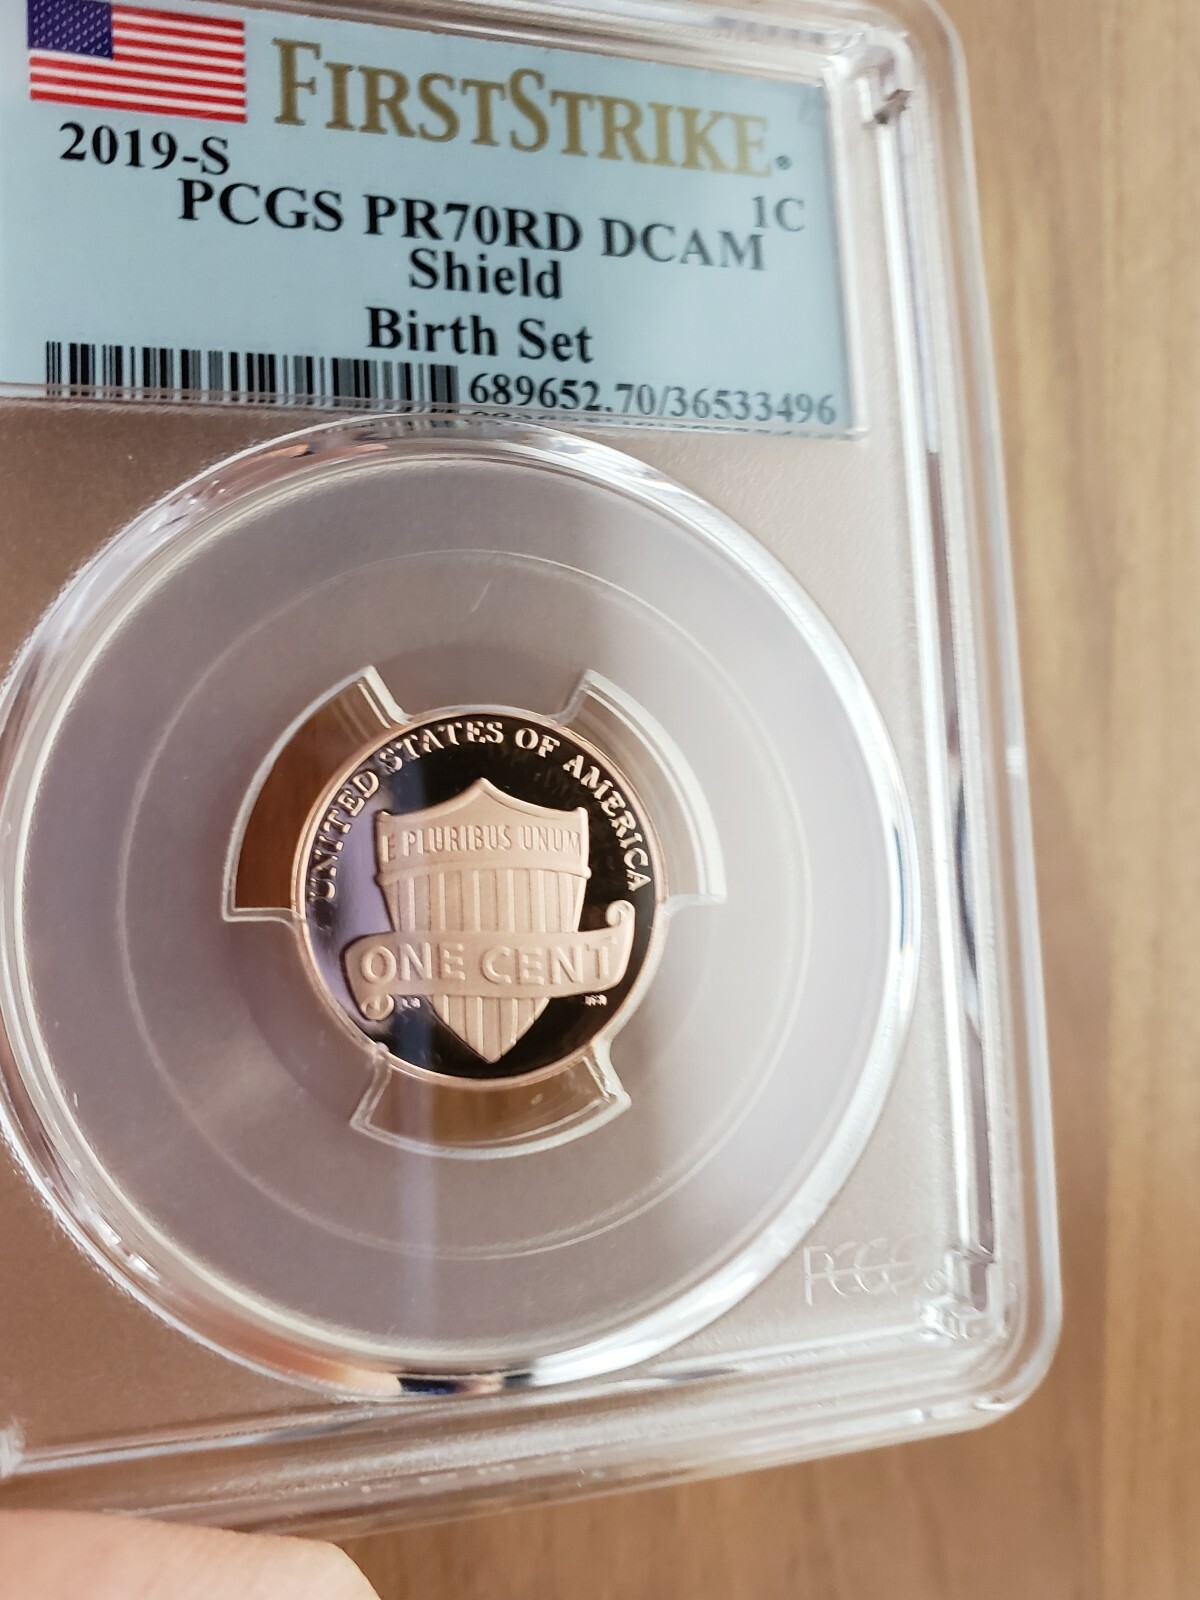 FIRSTSTRIKE®
2019-S
1C
PCGS PR70RD DCAM
Shield
Birth Set
689652.70/36533496
UNITED STATES OF AMERICA
E PLURIBUS UNUM
ONE CENT
PCGS